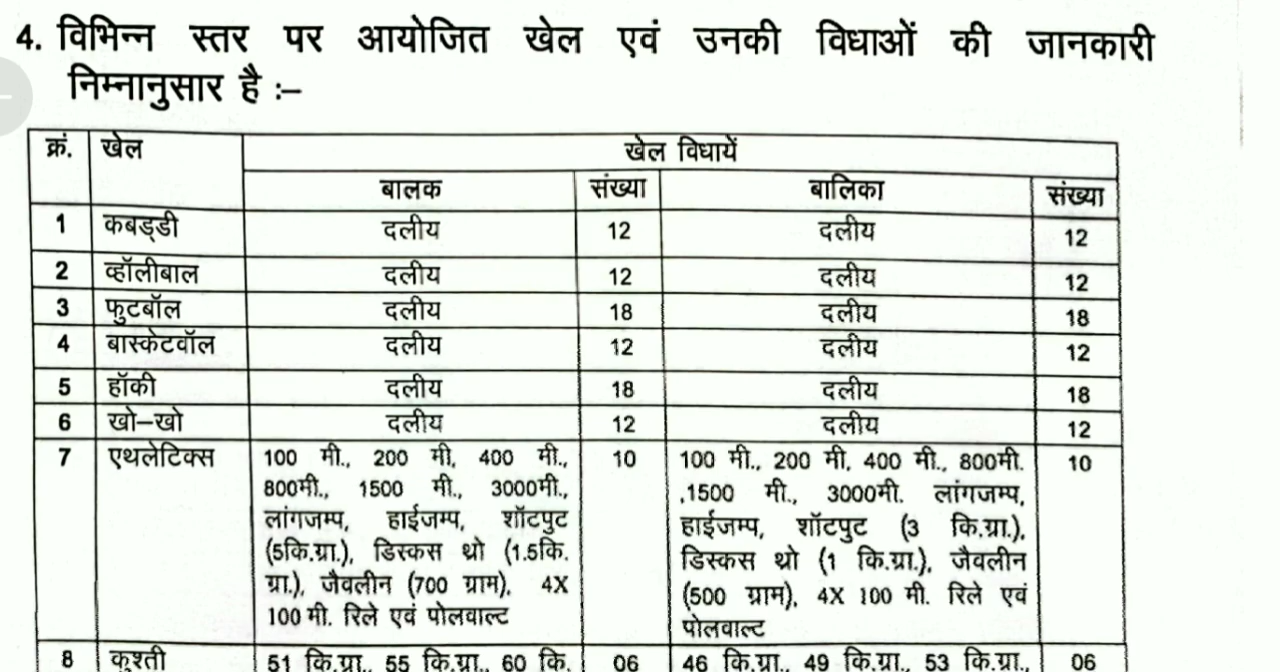 4. विभिन्न स्तर पर आयोजित खेल एवं उनकी विधाओं की जानकारी
निम्नानुसार है :–
क्रं. खेल खेल विधायें
बालक संख्या बालिका संख्या
1 कबड्डी दलीय 12 दलीय 12
2 व्हॉलीबाल दलीय 12 दलीय 12
3 फुटबॉल दलीय 18 दलीय 18
4 बास्केटवॉल दलीय 12 दलीय 12
5 हॉकी दलीय 18 दलीय 18
6 खो–खो दलीय 12 दलीय 12
7 एथलेटिक्स
100 मी., 200 मी, 400 मी.,
800मी., 1500 मी., 3000मी.,
लांगजम्प, हाईजम्प, शॉटपुट
(5कि.ग्रा.), डिस्कस थ्रो (1.5कि.
ग्रा.), जैवलीन (700 ग्राम), 4X
100 मी. रिले एवं पोलवाल्ट
10
100 मी., 200 मी, 400 मी., 800मी.
,1500 मी., 3000मी. लांगजम्प,
हाईजम्प, शॉटपुट (3 कि.ग्रा.),
डिस्कस थ्रो (1 कि.ग्रा.), जैवलीन
(500 ग्राम), 4X 100 मी. रिले एवं
पोलवाल्ट
10
8 कुश्ती 51 कि.ग्रा., 55 कि.ग्रा., 60 कि. 06 46 कि.ग्रा., 49 कि.ग्रा., 53 कि.ग्रा., 06